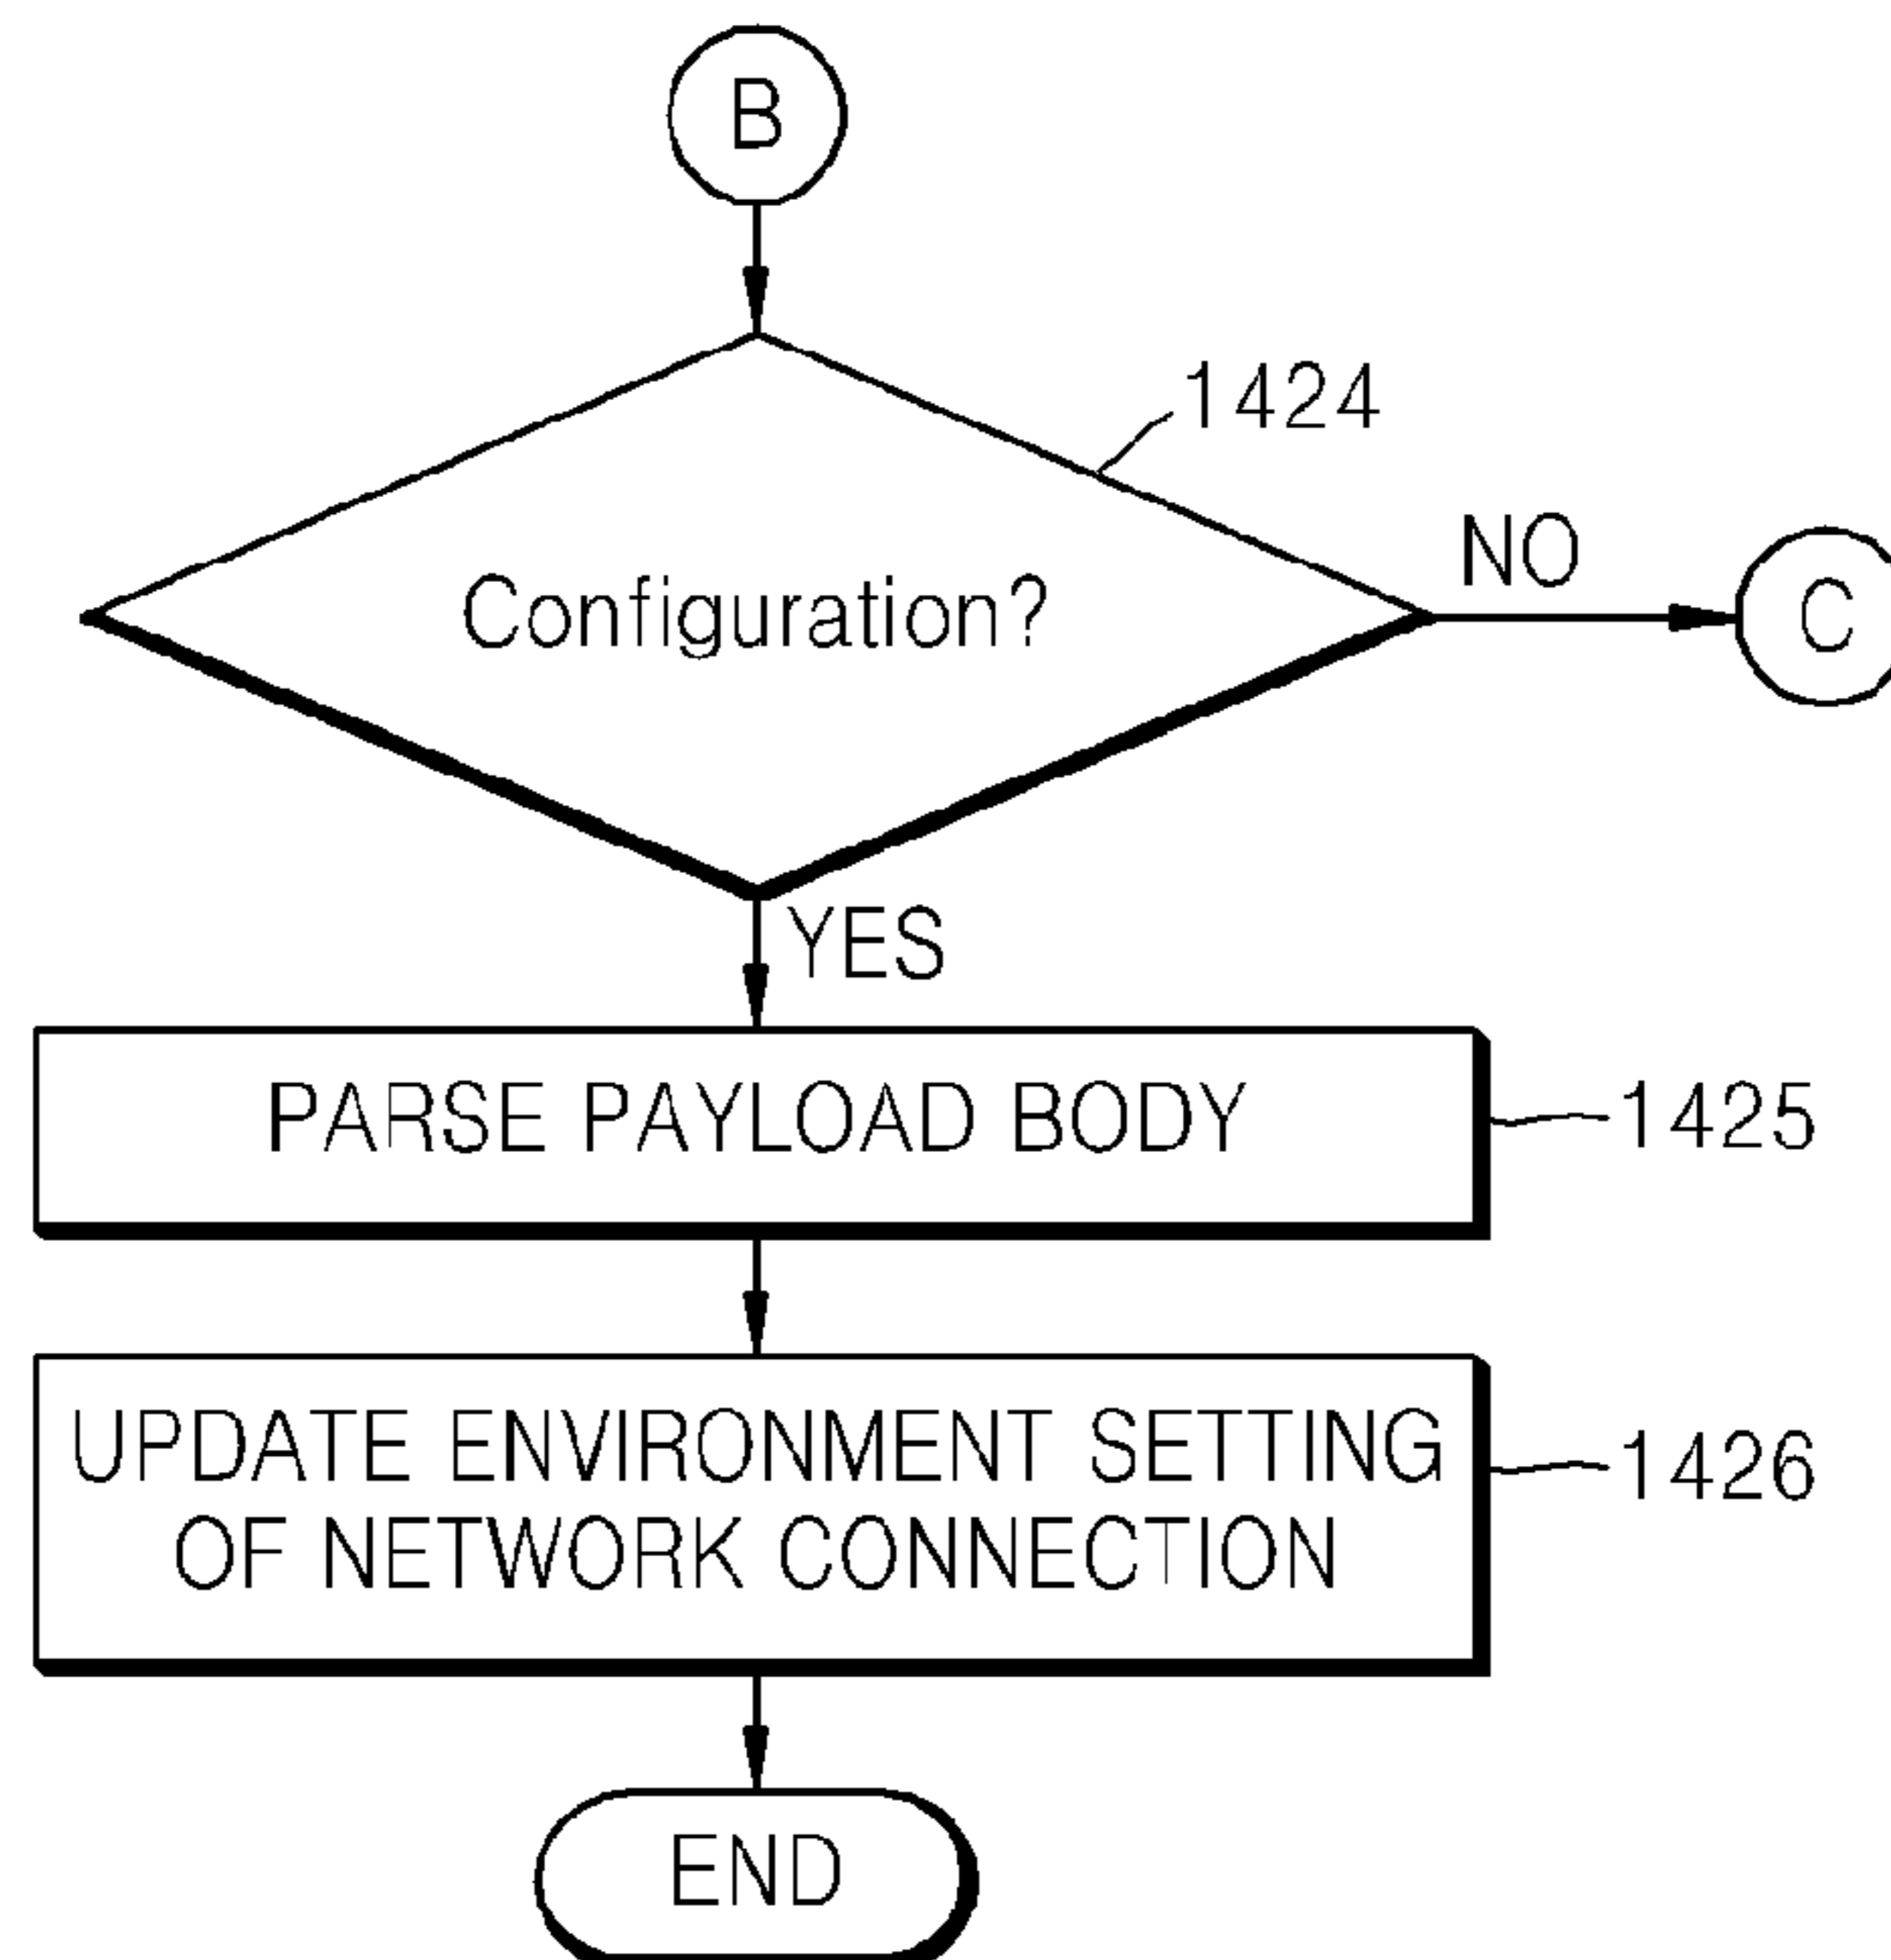 B
1424
NO
Configuration?
C
YES
PARSE PAYLOAD BODY
1425
UPDATE ENVIRONMENT SETTING
OF NETWORK CONNECTION
1426
END